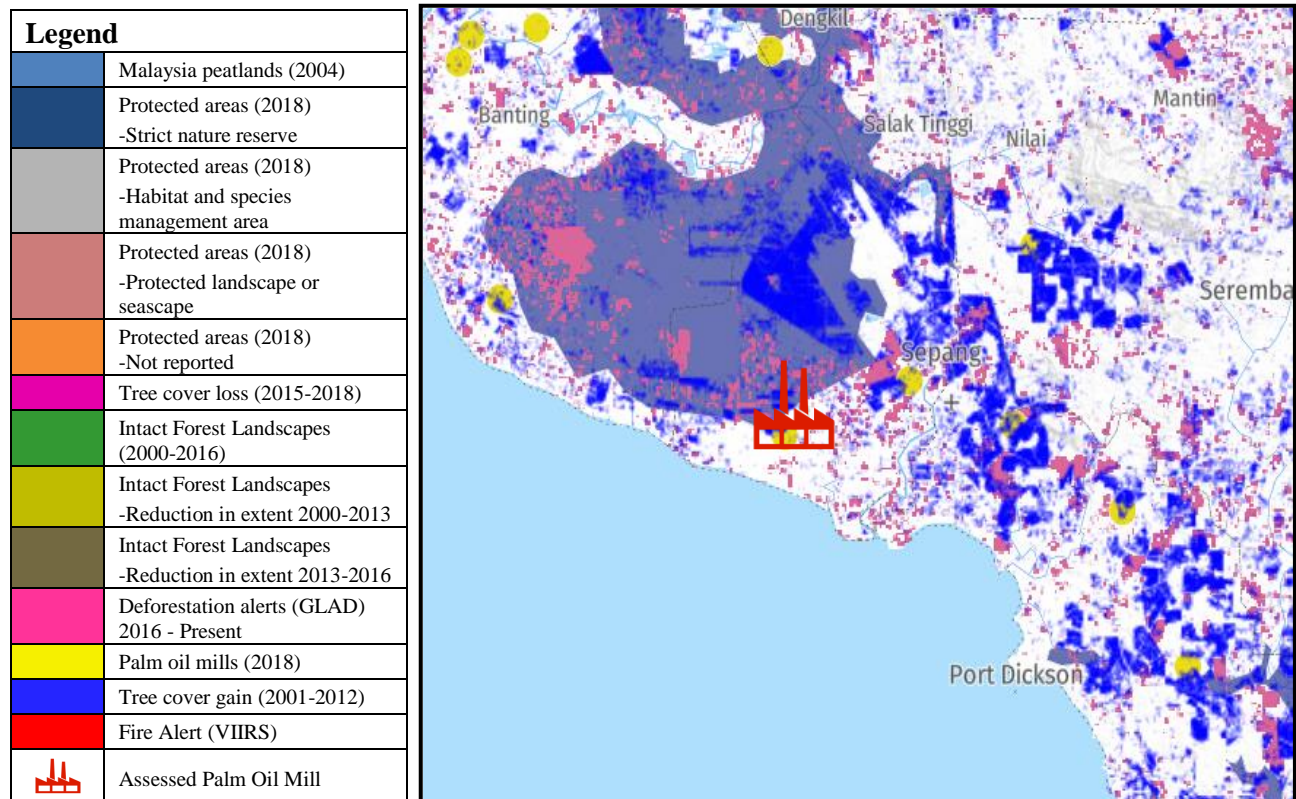 Legend
Malaysia peatlands (2004)
Protected areas (2018)
-Strict nature reserve
Protected areas (2018)
-Habitat and species
management area
Protected areas (2018)
-Protected landscape or
seascape
Protected areas (2018)
-Not reported
Tree cover loss (2015-2018)
Intact Forest Landscapes
(2000-2016)
Intact Forest Landscapes
-Reduction in extent 2000-2013
Intact Forest Landscapes
-Reduction in extent 2013-2016
Deforestation alerts (GLAD)
2016 - Present
Palm oil mills (2018)
Tree cover gain (2001-2012)
Fire Alert (VIIRS)
Assessed Palm Oil Mill
Dengkil
Banting
Mantin
Salak Tinggi
Nilai
Seremba
Sepang
Port Dickson